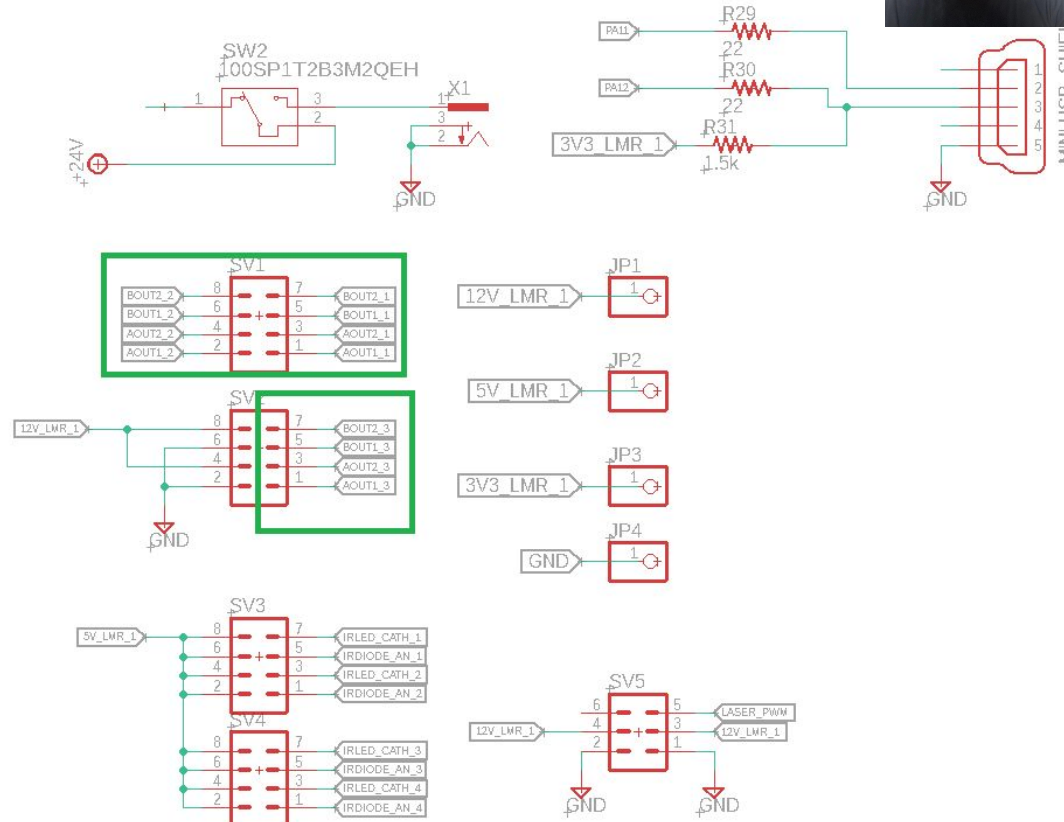 SW2
100SP1T2B3M2QEH
1
3
2
+24V
X1
1
3
2
GND
PA11
R29
22
PA12
R30
22
3V3_LMR_1
R31
1.5k
1
2
3
4
5
GND
SV1
BOUT2_2 8 7 BOUT2_1
BOUT1_2 6 5 BOUT1_1
AOUT2_2 4 3 AOUT2_1
AOUT1_2 2 1 AOUT1_1
12V_LMR_1
8 7 BOUT2_3
6 5 BOUT1_3
4 3 AOUT2_3
2 1 AOUT1_3
GND
JP1
12V_LMR_1 1
JP2
5V_LMR_1 1
JP3
3V3_LMR_1 1
JP4
GND 1
SV3
5V_LMR_1 8 7 IRLED_CATH_1
6 5 IRDIODE_AN_1
4 3 IRLED_CATH_2
2 1 IRDIODE_AN_2
SV4
8 7 IRLED_CATH_3
6 5 IRDIODE_AN_3
4 3 IRLED_CATH_4
2 1 IRDIODE_AN_4
SV5
6 5 LASER_PWM
12V_LMR_1 4 3 12V_LMR_1
2 1
GND
GND